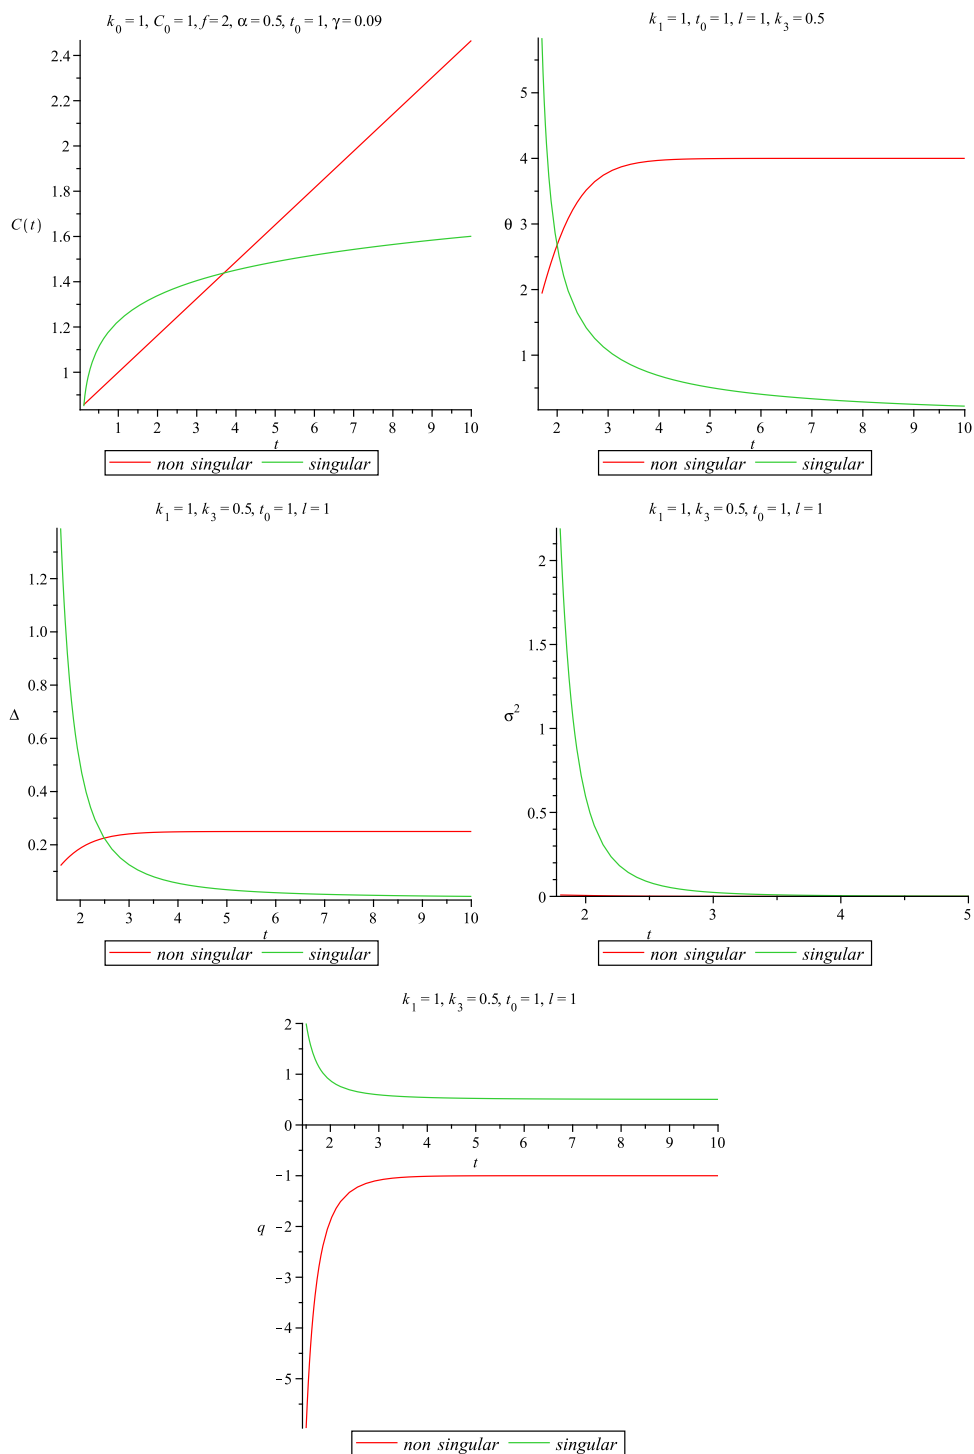 k₀ = 1, C₀ = 1, f = 2, α = 0.5, t₀ = 1, γ = 0.09
2.4
2.2
2
1.8
C(t)
1.6
1.4
1.2
1
1 2 3 4 5 6 7 8 9 10
t
non singular singular
k₁ = 1, t₀ = 1, l = 1, k₃ = 0.5
5
4
3
θ
2
1
2 3 4 5 6 7 8 9 10
t
non singular singular
k₁ = 1, k₃ = 0.5, t₀ = 1, l = 1
1.2
1.0
0.8
Δ
0.6
0.4
0.2
2 3 4 5 6 7 8 9 10
t
non singular singular
k₁ = 1, k₃ = 0.5, t₀ = 1, l = 1
2
1.5
σ²
1
0.5
0
2 3 4 5
t
non singular singular
k₁ = 1, k₃ = 0.5, t₀ = 1, l = 1
2
1
0
2 3 4 5 6 7 8 9 10
t
−1
−2
q
−3
−4
−5
non singular singular